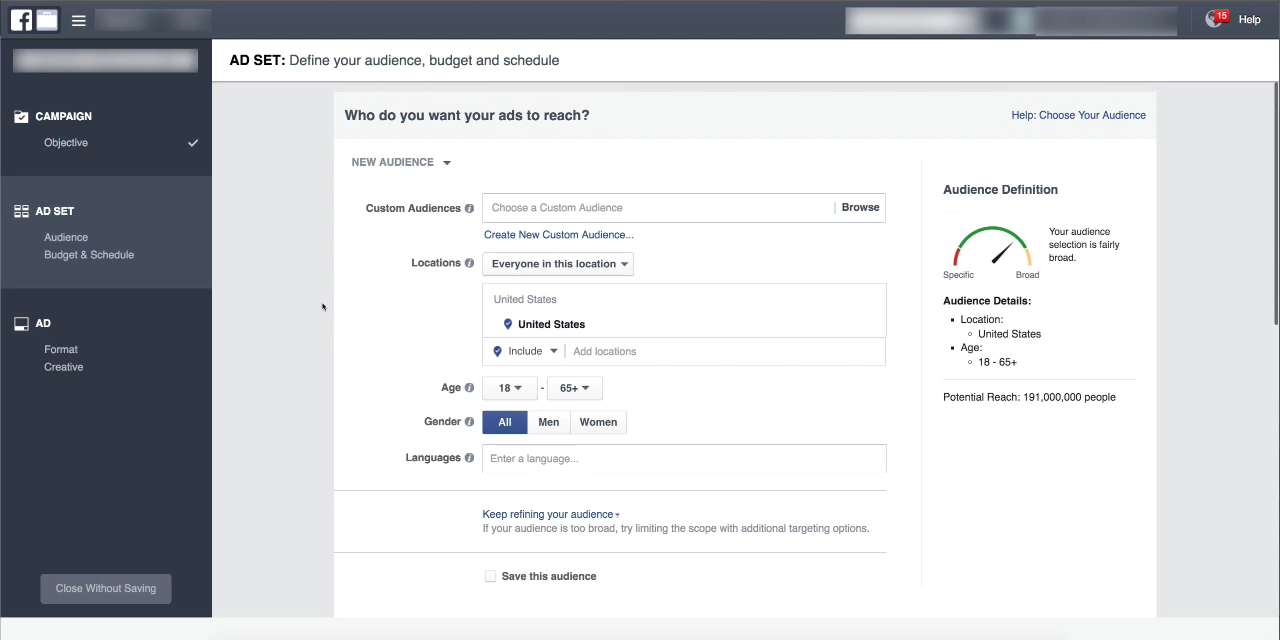 15
Help
AD SET: Define your audience, budget and schedule
CAMPAIGN
Objective
AD SET
Audience
Budget & Schedule
AD
Format
Creative
Close Without Saving
Who do you want your ads to reach?
Help: Choose Your Audience
NEW AUDIENCE
Custom Audiences
Choose a Custom Audience
Browse
Create New Custom Audience...
Locations
Everyone in this location
United States
United States
Include
Add locations
Age
18 - 65+
Gender
All Men Women
Languages
Enter a language...
Keep refining your audience
If your audience is too broad, try limiting the scope with additional targeting options.
Save this audience
Audience Definition
Specific
Broad
Your audience
selection is fairly
broad.
Audience Details:
Location:
United States
Age:
18 - 65+
Potential Reach: 191,000,000 people